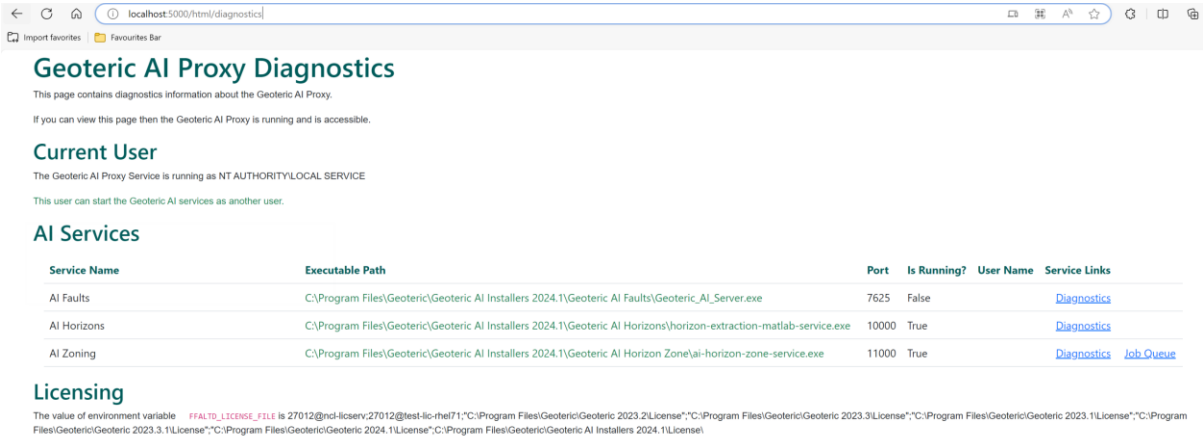 localhost:5000/html/diagnostics
Import favorites
Favourites Bar
Geoteric AI Proxy Diagnostics
This page contains diagnostics information about the Geoteric AI Proxy.
If you can view this page then the Geoteric AI Proxy is running and is accessible.
Current User
The Geoteric AI Proxy Service is running as NT AUTHORITY\LOCAL SERVICE
This user can start the Geoteric AI services as another user.
AI Services
Service Name Executable Path Port Is Running? User Name Service Links
AI Faults C:\Program Files\Geoteric\Geoteric AI Installers 2024.1\Geoteric AI Faults\Geoteric_AI_Server.exe 7625 False Diagnostics
AI Horizons C:\Program Files\Geoteric\Geoteric AI Installers 2024.1\Geoteric AI Horizons\horizon-extraction-matlab-service.exe 10000 True Diagnostics
AI Zoning C:\Program Files\Geoteric\Geoteric AI Installers 2024.1\Geoteric AI Horizon Zone\ai-horizon-zone-service.exe 11000 True Diagnostics Job Queue
Licensing
The value of environment variable FFALTD_LICENSE_FILE is 27012@ncl-licserv;27012@test-lic-rhel71;"C:\Program Files\Geoteric\Geoteric 2023.2\License";"C:\Program Files\Geoteric\Geoteric 2023.3\License";"C:\Program Files\Geoteric\Geoteric 2023.1\License";"C:\Program
Files\Geoteric\Geoteric 2023.3.1\License";"C:\Program Files\Geoteric\Geoteric 2024.1\License";C:\Program Files\Geoteric\Geoteric AI Installers 2024.1\License\